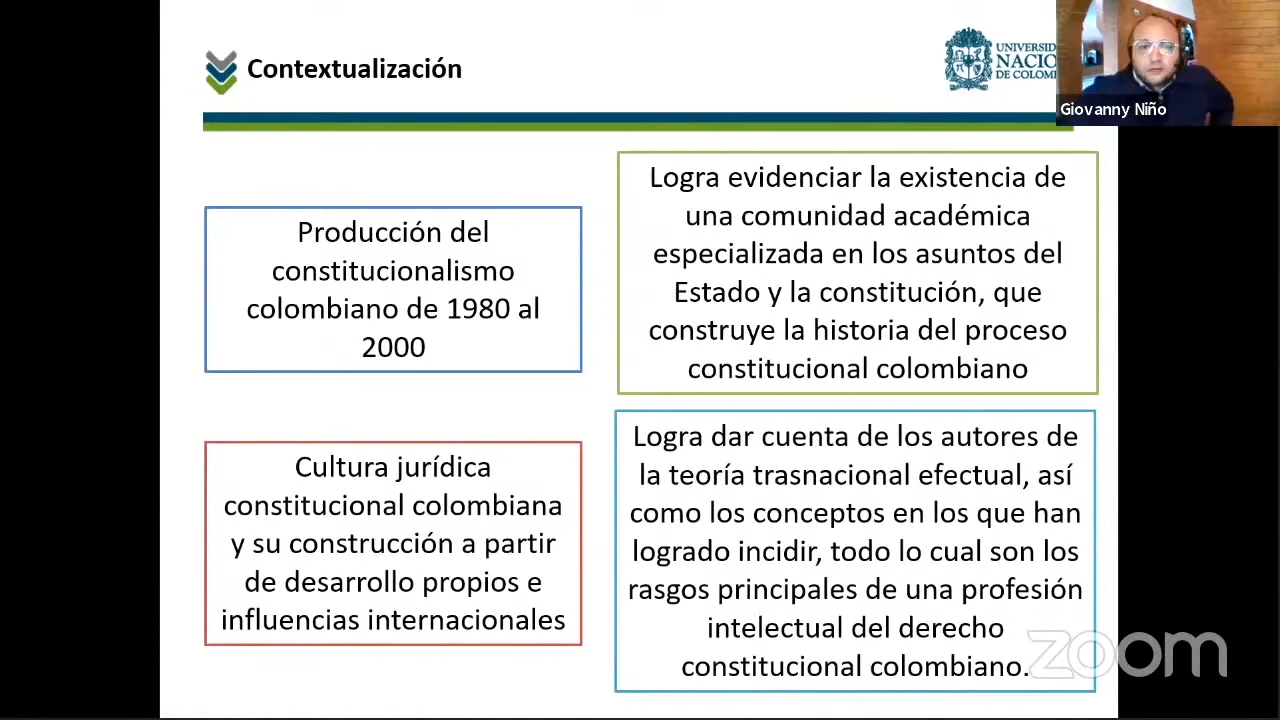 Contextualización
UNIVERSIDAD
NACIO
DE COLOM
Giovanny Niño
Producción del
constitucionalismo
colombiano de 1980 al
2000
Logra evidenciar la existencia de
una comunidad académica
especializada en los asuntos del
Estado y la constitución, que
construye la historia del proceso
constitucional colombiano
Cultura jurídica
constitucional colombiana
y su construcción a partir
de desarrollo propios e
influencias internacionales
Logra dar cuenta de los autores de
la teoría trasnacional efectual, así
como los conceptos en los que han
logrado incidir, todo lo cual son los
rasgos principales de una profesión
intelectual del derecho
constitucional colombiano.
zoom